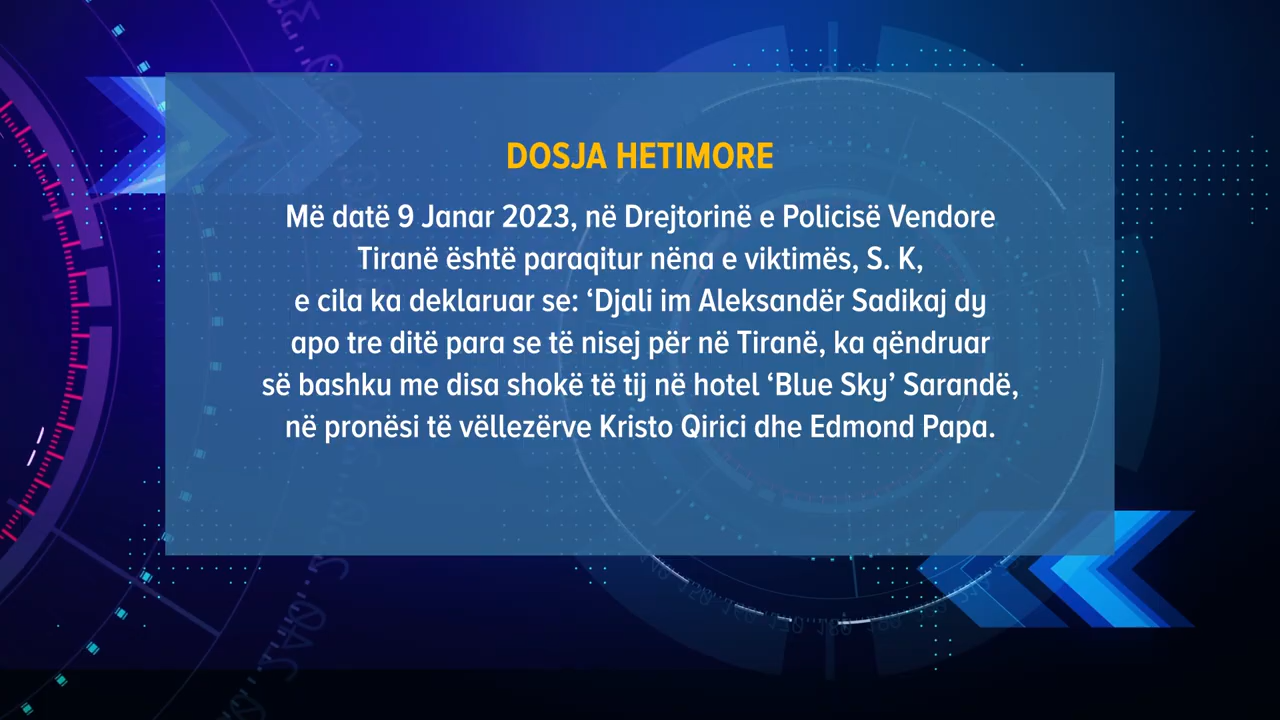 DOSJA HETIMORE
Më datë 9 Janar 2023, në Drejtorinë e Policisë Vendore
Tiranë është paraqitur nëna e viktimës, S. K,
e cila ka deklaruar se: ‘Djali im Aleksandër Sadikaj dy
apo tre ditë para se të nisej për në Tiranë, ka qëndruar
së bashku me disa shokë të tij në hotel ‘Blue Sky’ Sarandë,
në pronësi të vëllezërve Kristo Qirici dhe Edmond Papa.